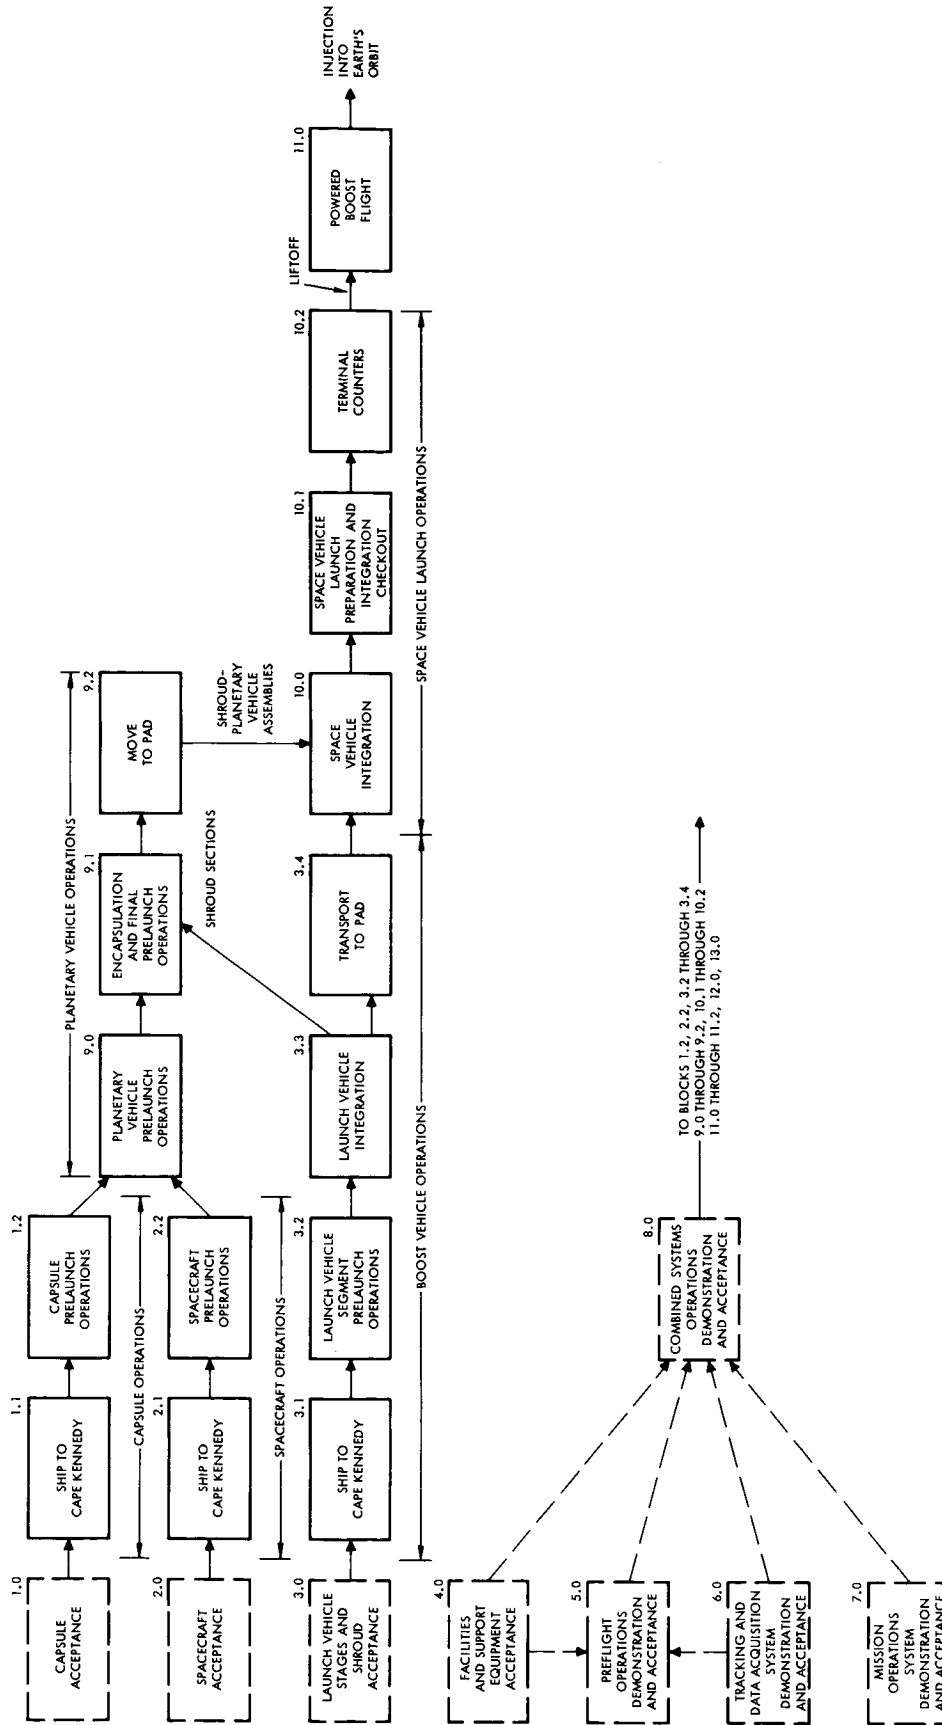 1.0
CAPSULE
ACCEPTANCE
1.1
SHIP TO
CAPE KENNEDY
1.2
CAPSULE
PRELAUNCH
OPERATIONS
CAPSULE OPERATIONS
2.0
SPACECRAFT
ACCEPTANCE
2.1
SHIP TO
CAPE KENNEDY
2.2
SPACECRAFT
PRELAUNCH
OPERATIONS
SPACECRAFT OPERATIONS
PLANETARY VEHICLE OPERATIONS
9.0
PLANETARY
VEHICLE
PRELAUNCH
OPERATIONS
9.1
ENCAPSULATION
AND FINAL
PRELAUNCH
OPERATIONS
9.2
MOVE
TO PAD
SHROUD SECTIONS
SHROUD-
PLANETARY
VEHICLE
ASSEMBLIES
3.0
LAUNCH VEHICLE
STAGES AND
SHROUD
ACCEPTANCE
3.1
SHIP TO
CAPE KENNEDY
3.2
LAUNCH VEHICLE
SEGMENT
PRELAUNCH
OPERATIONS
3.3
LAUNCH VEHICLE
INTEGRATION
3.4
TRANSPORT
TO PAD
10.0
SPACE
VEHICLE
INTEGRATION
10.1
SPACE VEHICLE
LAUNCH
PREPARATION AND
INTEGRATION
CHECKOUT
10.2
TERMINAL
COUNTERS
LIFTOFF
11.0
POWERED
BOOST
FLIGHT
INJECTION
INTO
EARTH'S
ORBIT
BOOST VEHICLE OPERATIONS
SPACE VEHICLE LAUNCH OPERATIONS
4.0
FACILITIES
AND SUPPORT
EQUIPMENT
ACCEPTANCE
5.0
PREFLIGHT
OPERATIONS
DEMONSTRATION
AND ACCEPTANCE
6.0
TRACKING AND
DATA ACQUISITION
SYSTEM
DEMONSTRATION
AND ACCEPTANCE
7.0
MISSION
OPERATIONS
SYSTEM
DEMONSTRATION
AND ACCEPTANCE
8.0
COMBINED SYSTEMS
OPERATIONS
DEMONSTRATION
AND ACCEPTANCE
TO BLOCKS 1.2, 2.2, 3.2 THROUGH 3.4
9.0 THROUGH 9.2, 10.1 THROUGH 10.2
11.0 THROUGH 11.2, 12.0, 13.0